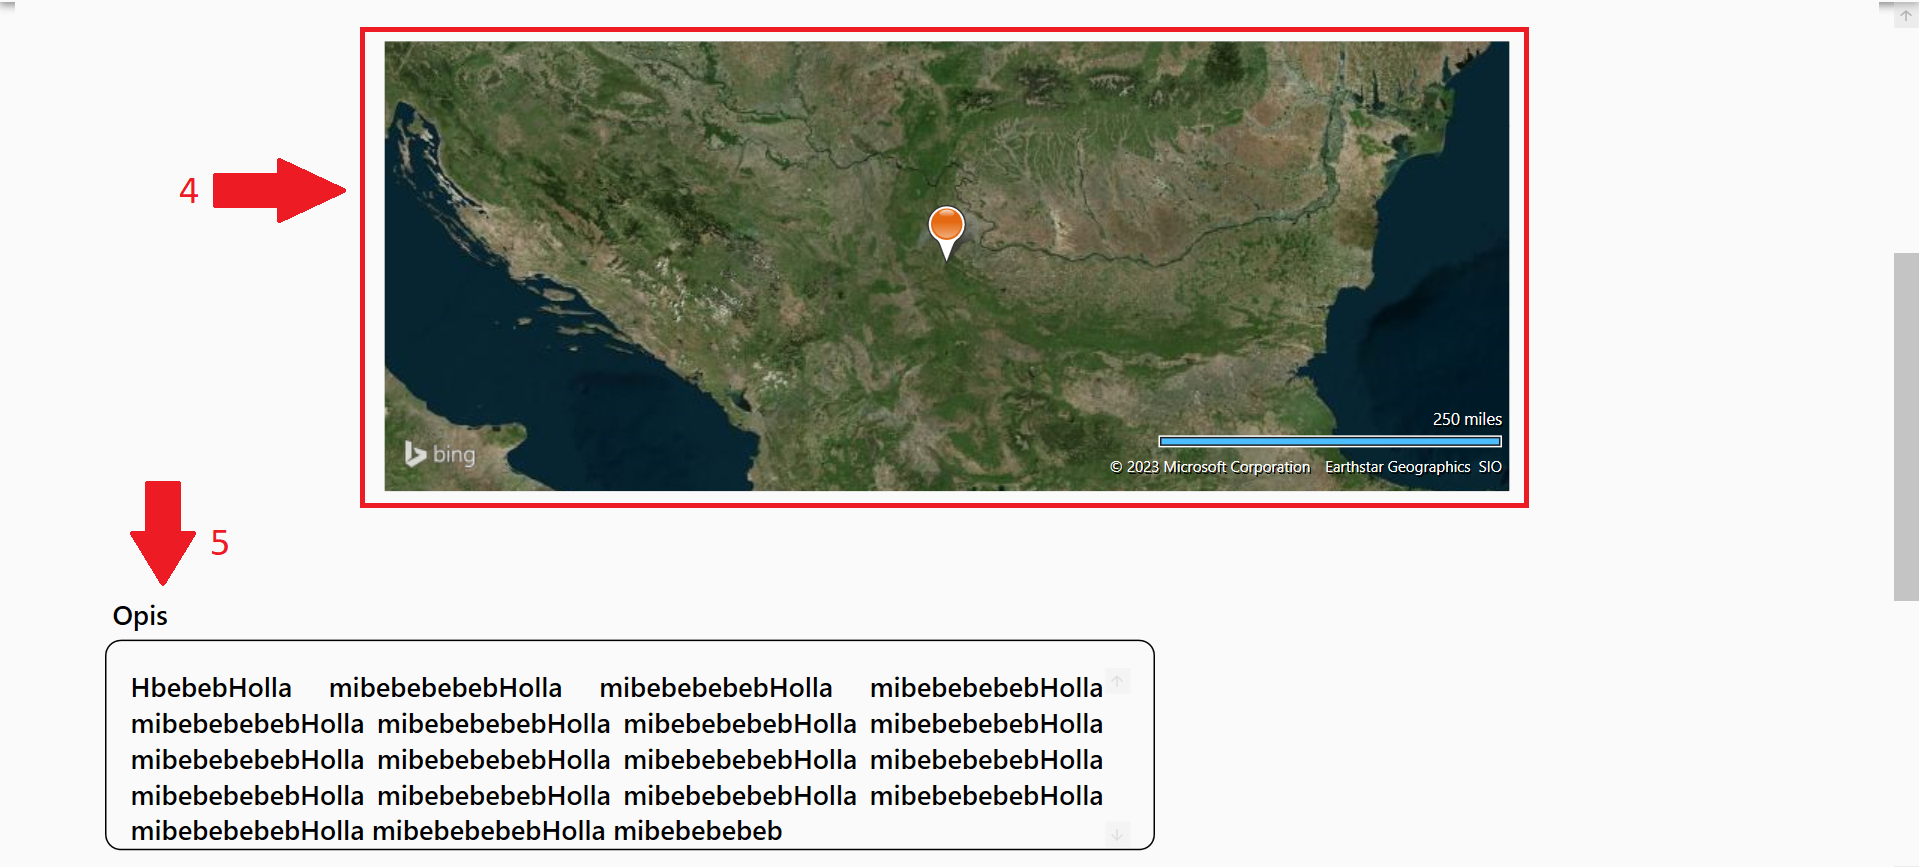 4
250 miles
bing
© 2023 Microsoft Corporation Earthstar Geographics SIO
5
Opis
HbebebHolla mibebebebebHolla mibebebebebHolla mibebebebebHolla
mibebebebebHolla mibebebebebHolla mibebebebebHolla mibebebebebHolla
mibebebebebHolla mibebebebebHolla mibebebebebHolla mibebebebebHolla
mibebebebebHolla mibebebebebHolla mibebebebebHolla mibebebebebHolla
mibebebebebHolla mibebebebebHolla mibebebebeb